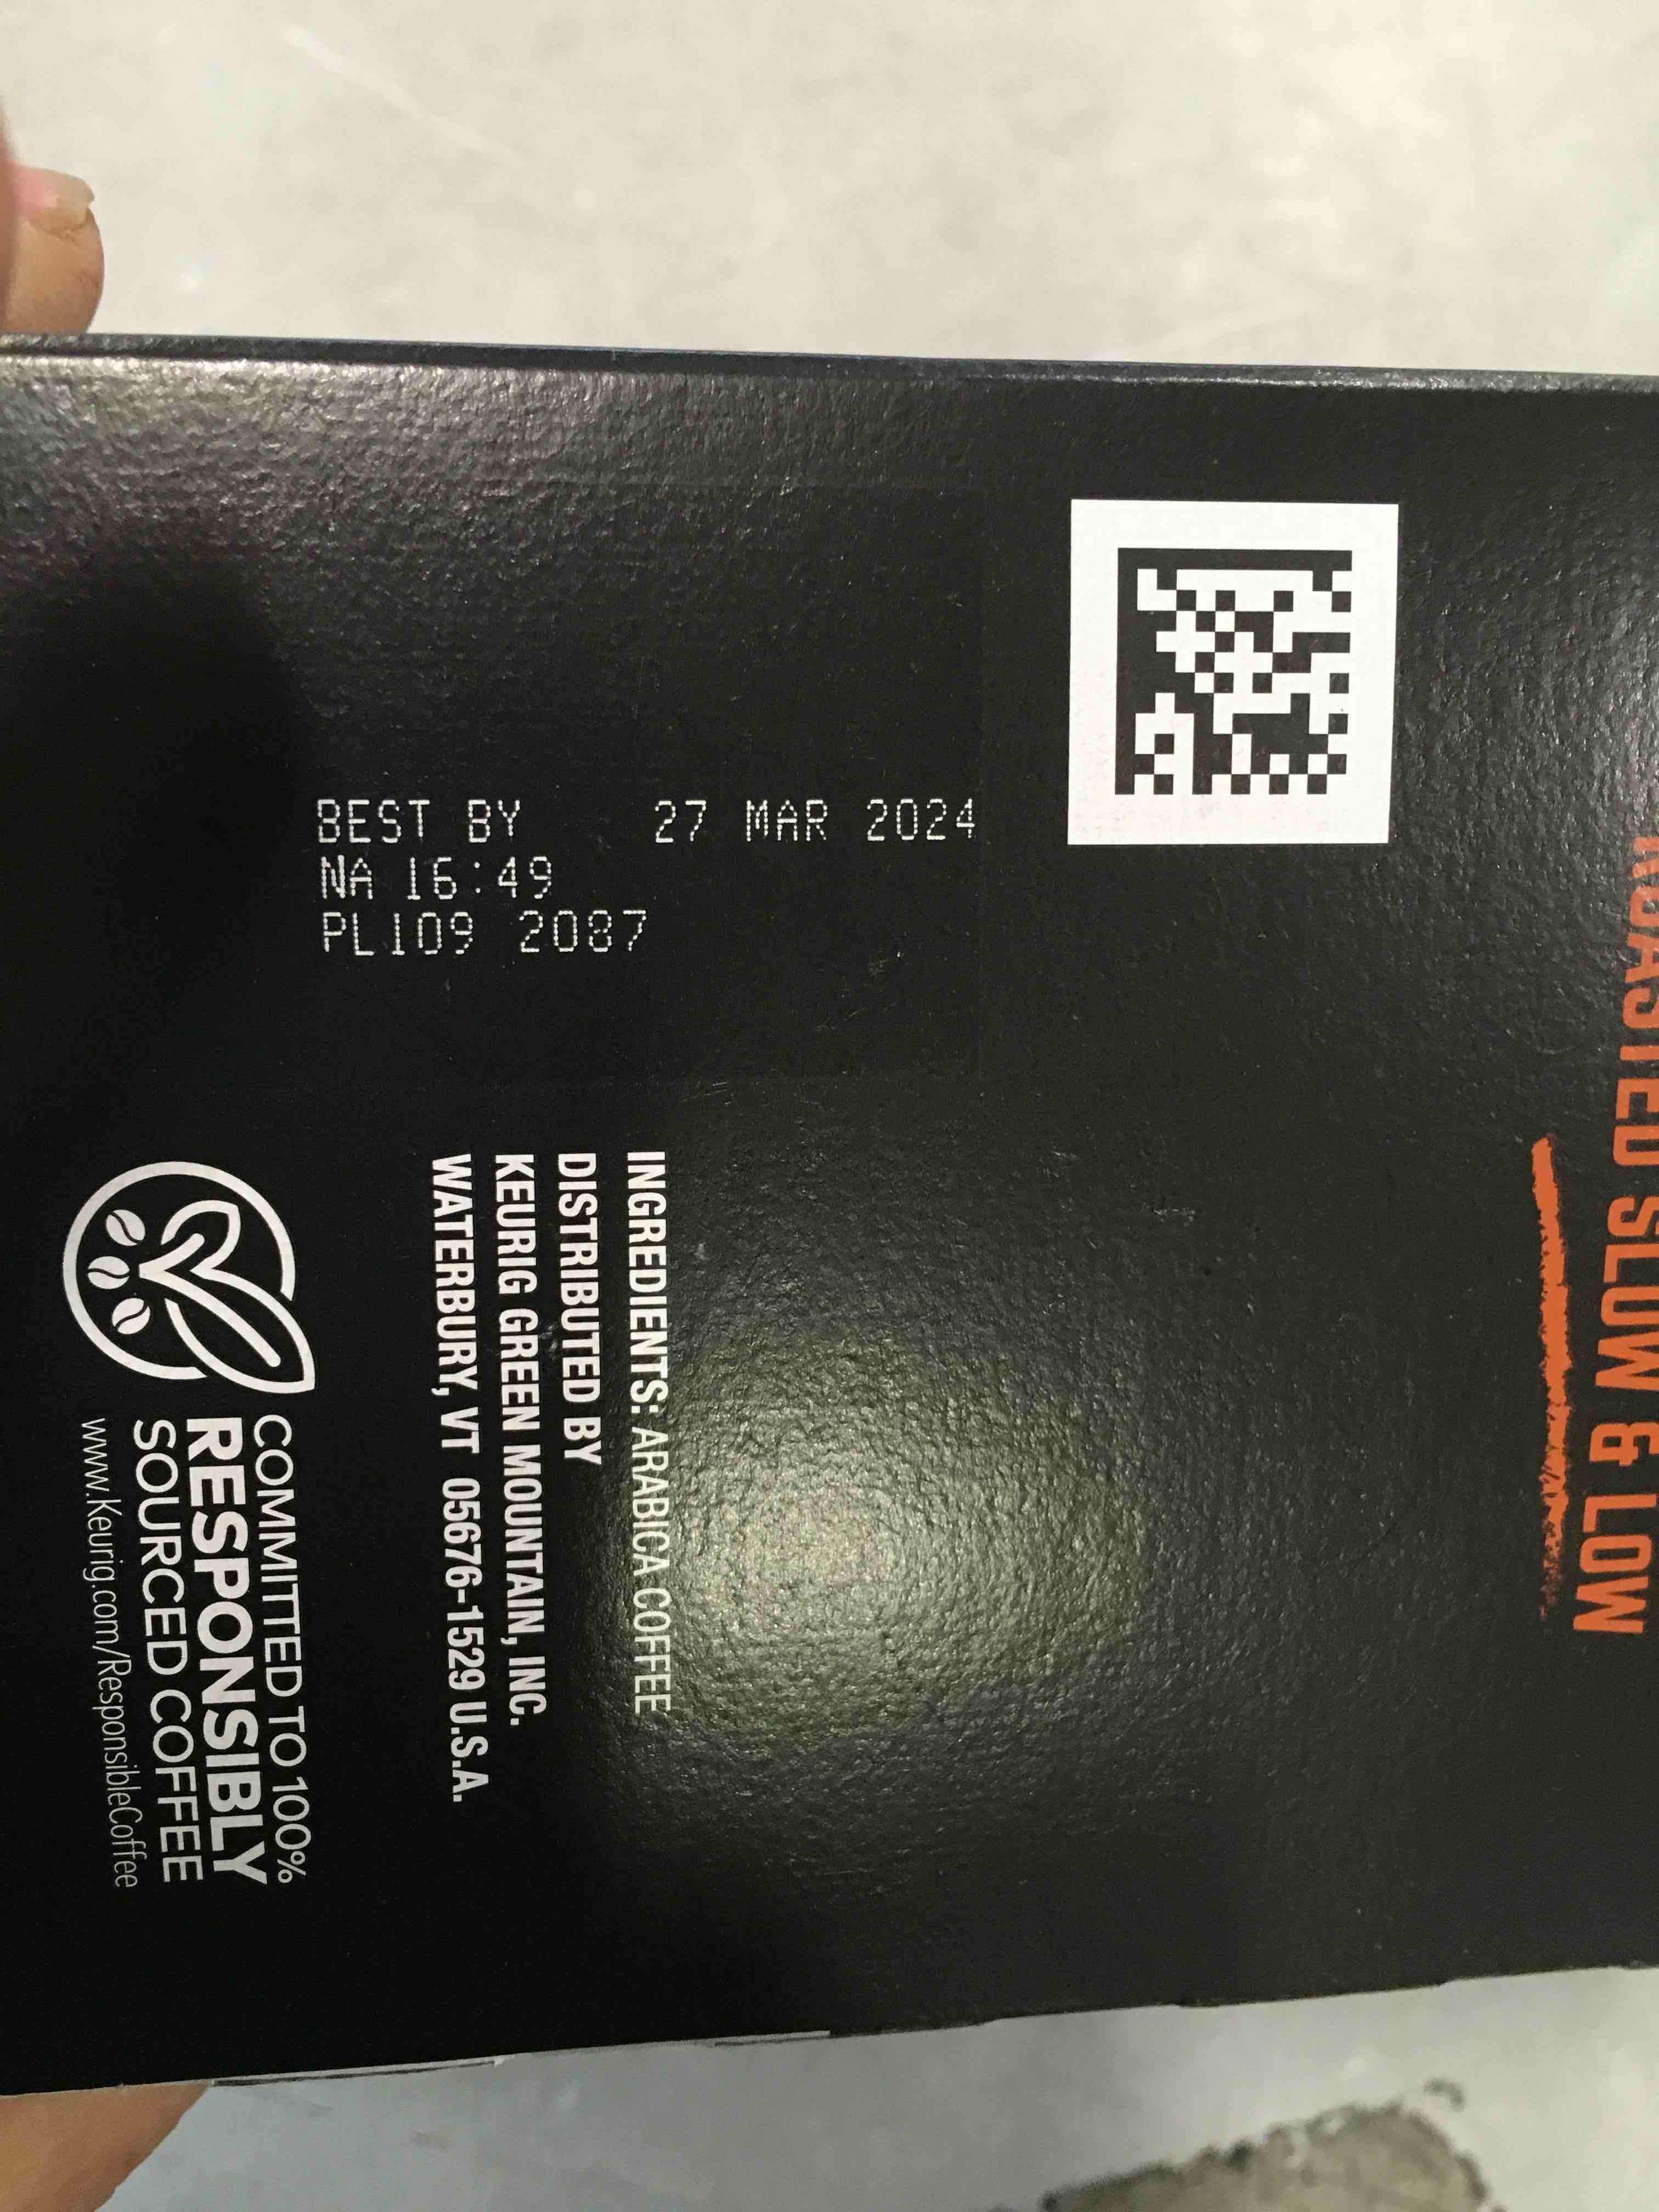 ROASTED SLOW & LOW
BEST BY 27 MAR 2024
NA 16:49
PL109 2087
INGREDIENTS: ARABICA COFFEE
DISTRIBUTED BY
KEURIG GREEN MOUNTAIN, INC.
WATERBURY, VT 05676-1529 U.S.A.
COMMITTED TO 100%
RESPONSIBLY
SOURCED COFFEE
www.Keurig.com/ResponsibleCoffee